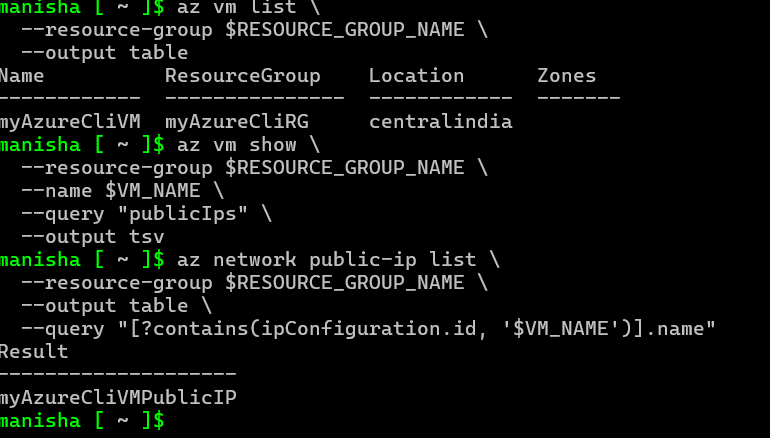 manisha [ ~ ]$ az vm list \
  --resource-group $RESOURCE_GROUP_NAME \
  --output table
Name          ResourceGroup    Location      Zones
------------  ---------------  ------------  -------
myAzureCliVM  myAzureCliRG     centralindia
manisha [ ~ ]$ az vm show \
  --resource-group $RESOURCE_GROUP_NAME \
  --name $VM_NAME \
  --query "publicIps" \
  --output tsv
manisha [ ~ ]$ az network public-ip list \
  --resource-group $RESOURCE_GROUP_NAME \
  --output table \
  --query "[?contains(ipConfiguration.id, '$VM_NAME')].name"
Result
--------------------
myAzureCliVMPublicIP
manisha [ ~ ]$